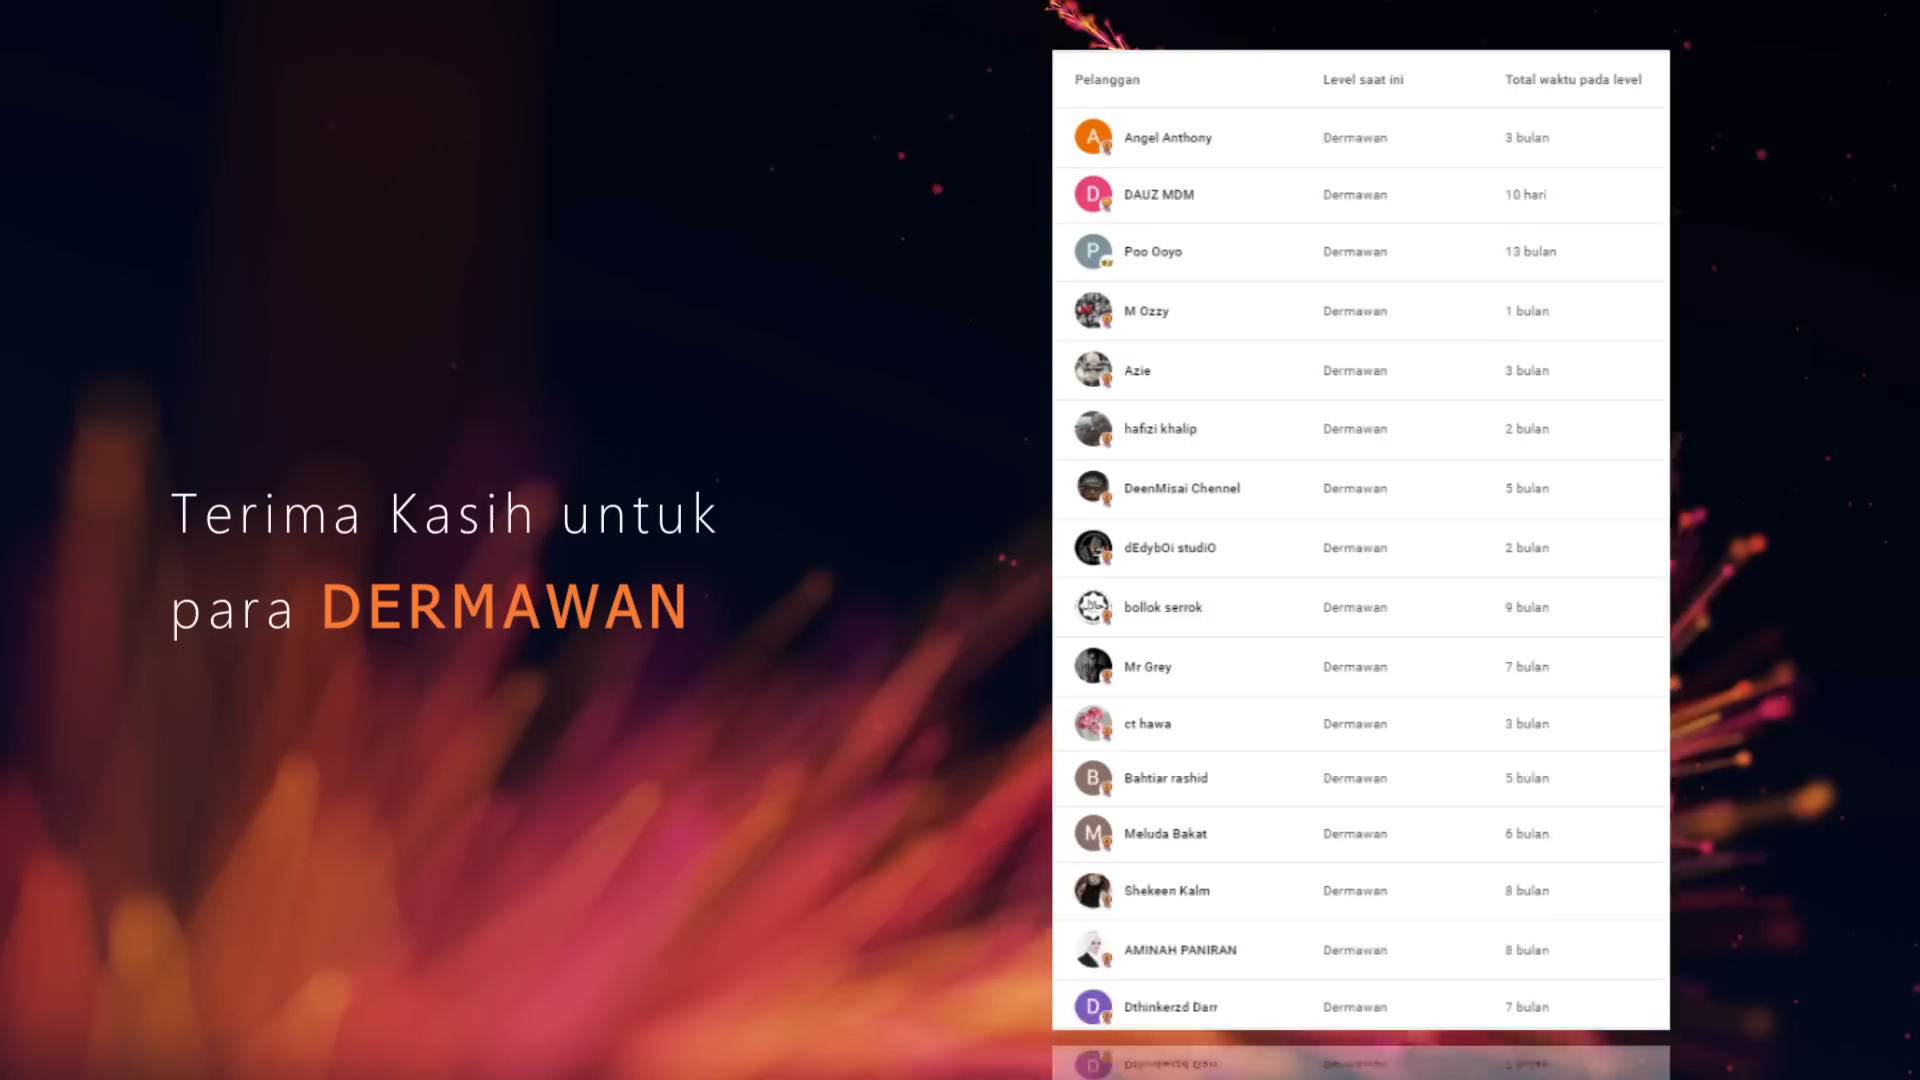 Terima Kasih untuk
para DERMAWAN
Pelanggan Level saat ini Total waktu pada level
A Angel Anthony Dermawan 3 bulan
D DAUZ MDM Dermawan 10 hari
P Poo Ooyo Dermawan 13 bulan
M Ozzy Dermawan 1 bulan
Azie Dermawan 3 bulan
hafizi khalip Dermawan 2 bulan
DeenMisai Chennel Dermawan 5 bulan
dEdybOi studiO Dermawan 2 bulan
bollok serrok Dermawan 9 bulan
Mr Grey Dermawan 7 bulan
ct hawa Dermawan 3 bulan
B Bahtiar rashid Dermawan 5 bulan
M Meluda Bakat Dermawan 6 bulan
Shekeen Kalm Dermawan 8 bulan
AMINAH PANIRAN Dermawan 8 bulan
D Dthinkerzd Darr Dermawan 7 bulan